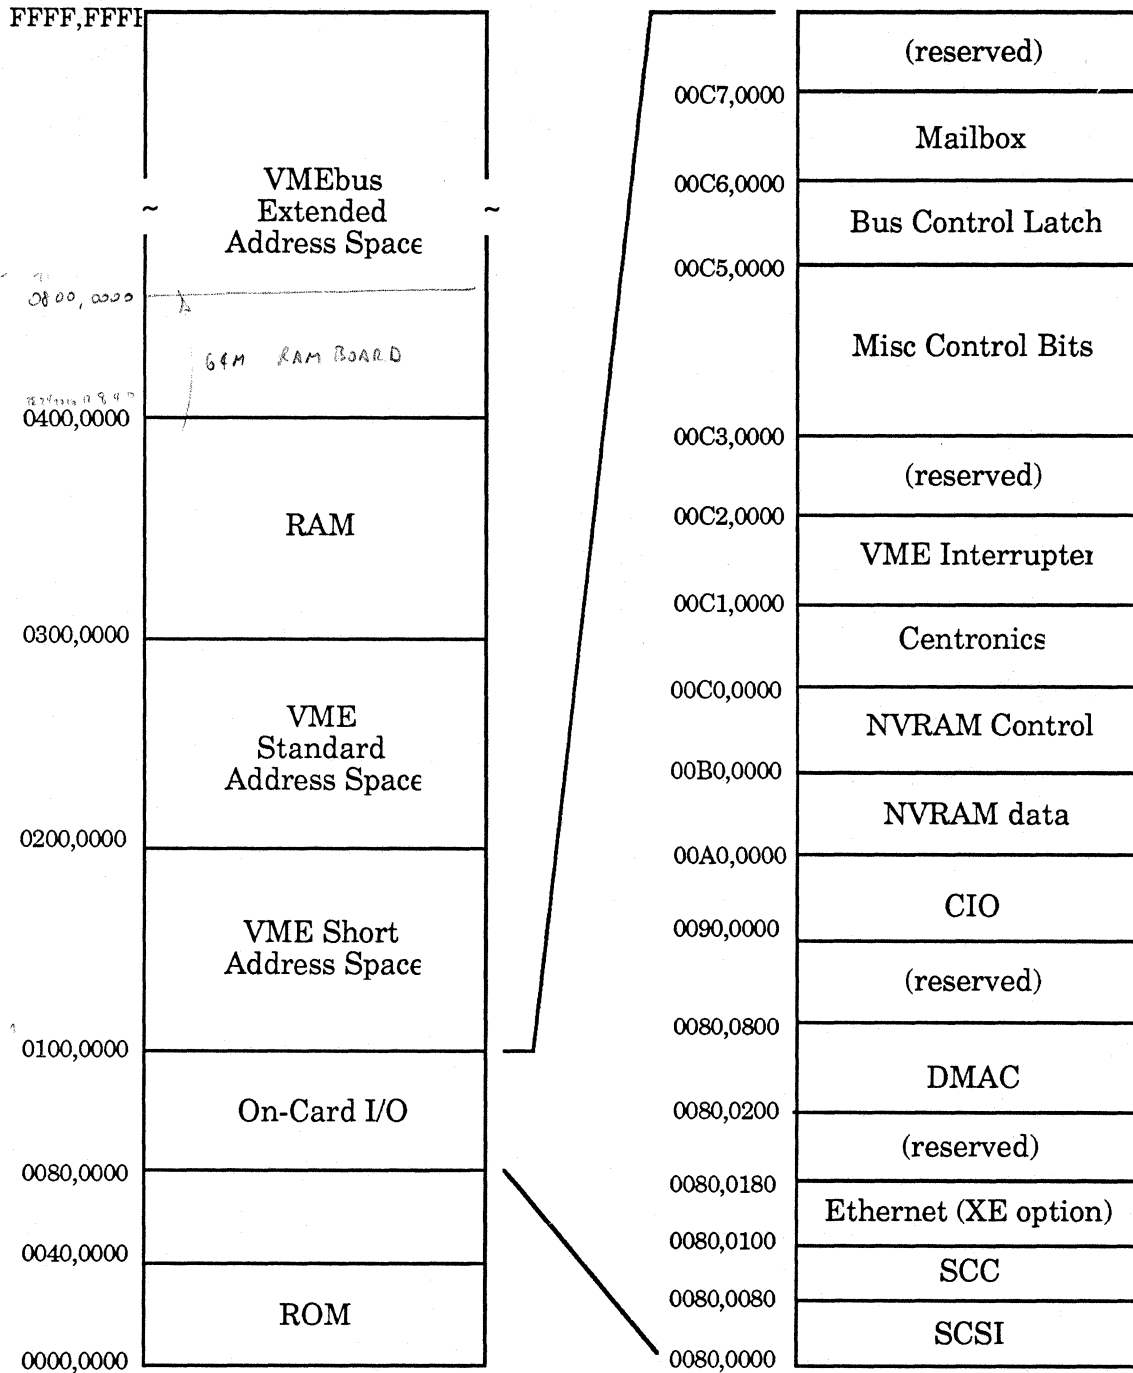 FFFF,FFFF
VMEbus
Extended
Address Space
~ ~
0800,0000
64M RAM BOARD
0400,0000
RAM
0300,0000
VME
Standard
Address Space
0200,0000
VME Short
Address Space
0100,0000
On-Card I/O
0080,0000
0040,0000
ROM
0000,0000
(reserved)
00C7,0000
Mailbox
00C6,0000
Bus Control Latch
00C5,0000
Misc Control Bits
00C3,0000
(reserved)
00C2,0000
VME Interrupter
00C1,0000
Centronics
00C0,0000
NVRAM Control
00B0,0000
NVRAM data
00A0,0000
CIO
0090,0000
(reserved)
0080,0800
DMAC
0080,0200
(reserved)
0080,0180
Ethernet (XE option)
0080,0100
SCC
0080,0080
SCSI
0080,0000